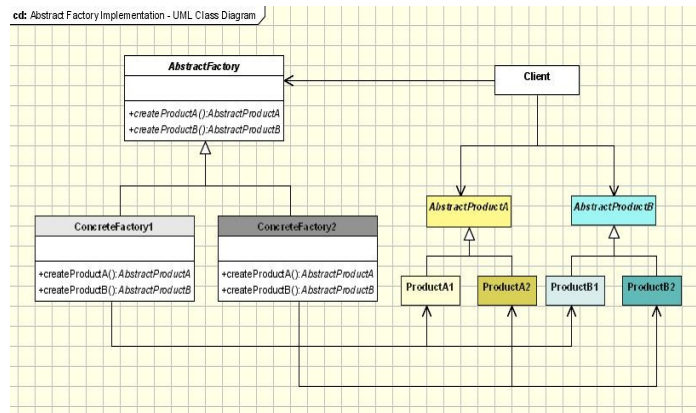 cd: Abstract Factory Implementation - UML Class Diagram
AbstractFactory
+createProductA():AbstractProductA
+createProductB():AbstractProductB
Client
AbstractProductA
AbstractProductB
ConcreteFactory1
+createProductA():AbstractProductA
+createProductB():AbstractProductB
ConcreteFactory2
+createProductA():AbstractProductA
+createProductB():AbstractProductB
ProductA1
ProductA2
ProductB1
ProductB2